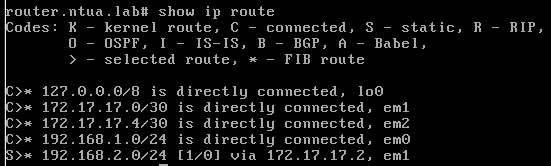 router.ntua.lab# show ip route
Codes: K - kernel route, C - connected, S - static, R - RIP,
O - OSPF, I - IS-IS, B - BGP, A - Babel,
> - selected route, * - FIB route
C>* 127.0.0.0/8 is directly connected, lo0
C>* 172.17.17.0/30 is directly connected, em1
C>* 172.17.17.4/30 is directly connected, em2
C>* 192.168.1.0/24 is directly connected, em0
S>* 192.168.2.0/24 [1/0] via 172.17.17.2, em1